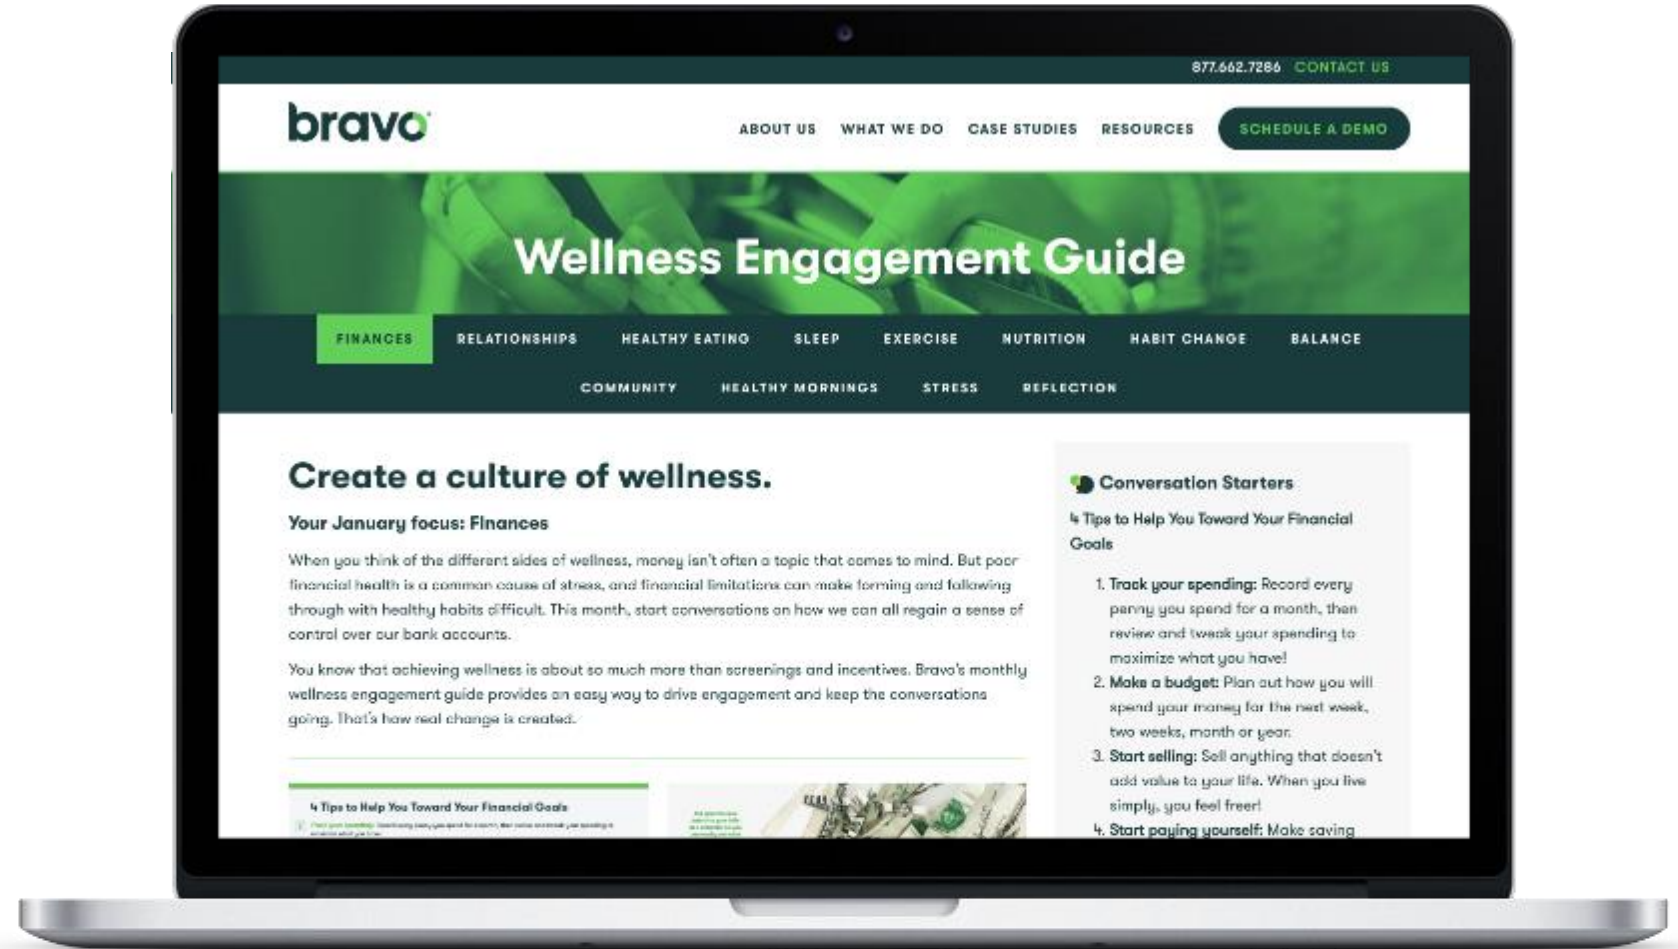 877.662.7286 CONTACT US
bravo
ABOUT US WHAT WE DO CASE STUDIES RESOURCES SCHEDULE A DEMO
Wellness Engagement Guide
FINANCES RELATIONSHIPS HEALTHY EATING SLEEP EXERCISE NUTRITION HABIT CHANGE BALANCE
COMMUNITY HEALTHY MORNINGS STRESS REFLECTION
Create a culture of wellness.
Your January focus: Finances
When you think of the different sides of wellness, money isn't often a topic that comes to mind. But poor
financial health is a common cause of stress, and financial limitations can make forming and following
through with healthy habits difficult. This month, start conversations on how we can all regain a sense of
control over our bank accounts.
You know that achieving wellness is about so much more than screenings and incentives. Bravo's monthly
wellness engagement guide provides an easy way to drive engagement and keep the conversations
going. That's how real change is created.
4 Tips to Help You Toward Your Financial Goals
Conversation Starters
4 Tips to Help You Toward Your Financial
Goals
1. Track your spending: Record every
penny you spend for a month, then
review and tweak your spending to
maximize what you have!
2. Make a budget: Plan out how you will
spend your money for the next week,
two weeks, month or year.
3. Start selling: Sell anything that doesn't
add value to your life. When you live
simply, you feel freer!
4. Start paying yourself: Make saving